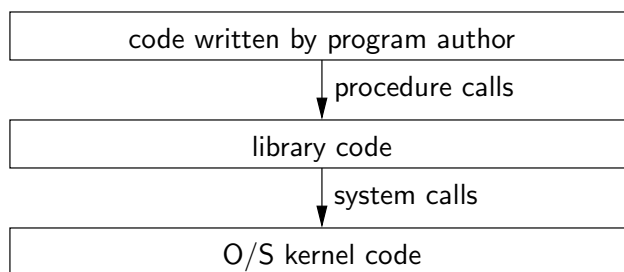 code written by program author
procedure calls
library code
system calls
O/S kernel code